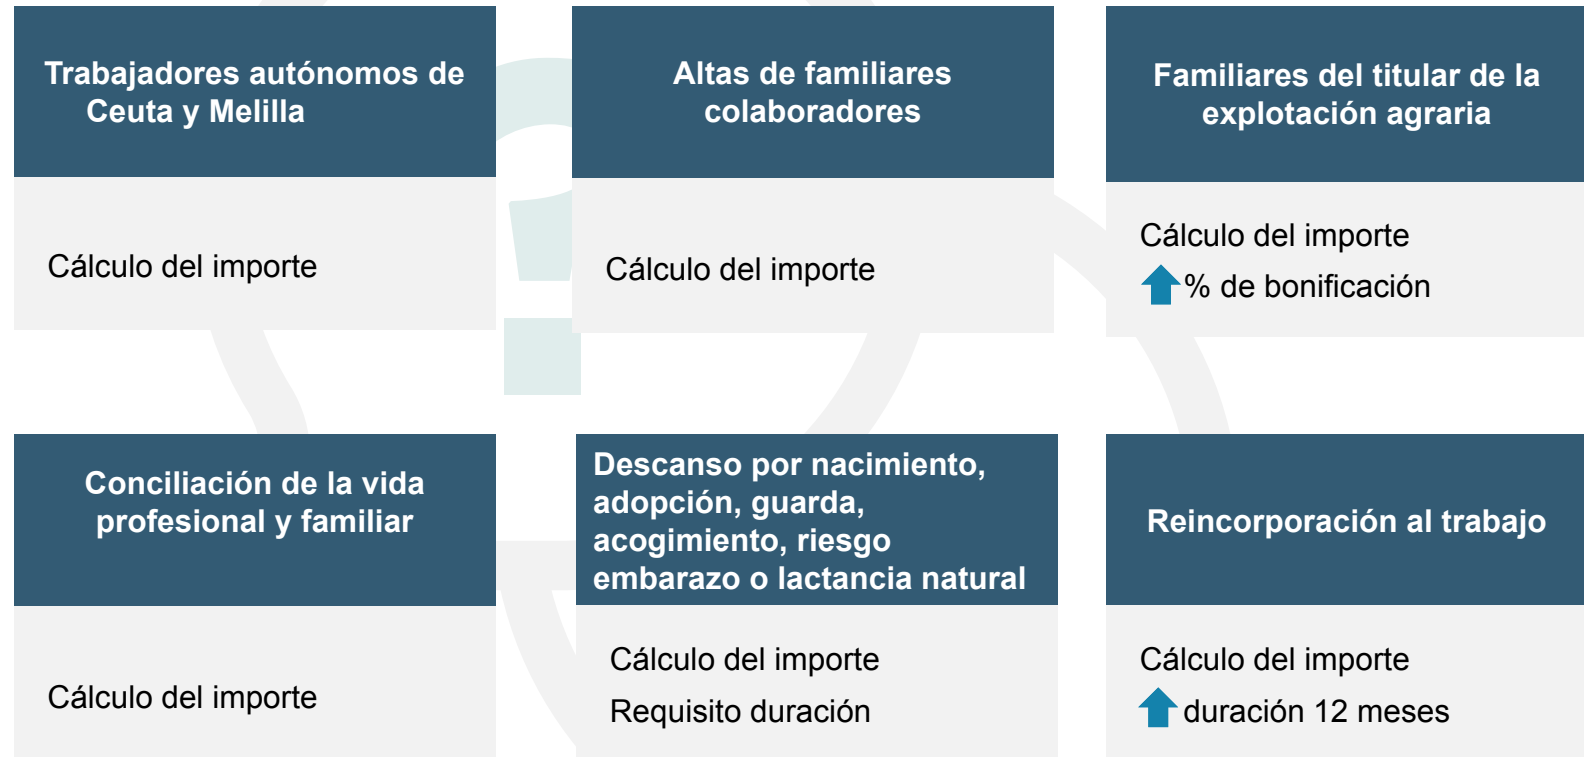 Trabajadores autónomos de
Ceuta y Melilla
Cálculo del importe
Altas de familiares
colaboradores
Cálculo del importe
Familiares del titular de la
explotación agraria
Cálculo del importe
% de bonificación
Conciliación de la vida
profesional y familiar
Cálculo del importe
Descanso por nacimiento,
adopción, guarda,
acogimiento, riesgo
embarazo o lactancia natural
Cálculo del importe
Requisito duración
Reincorporación al trabajo
Cálculo del importe
duración 12 meses